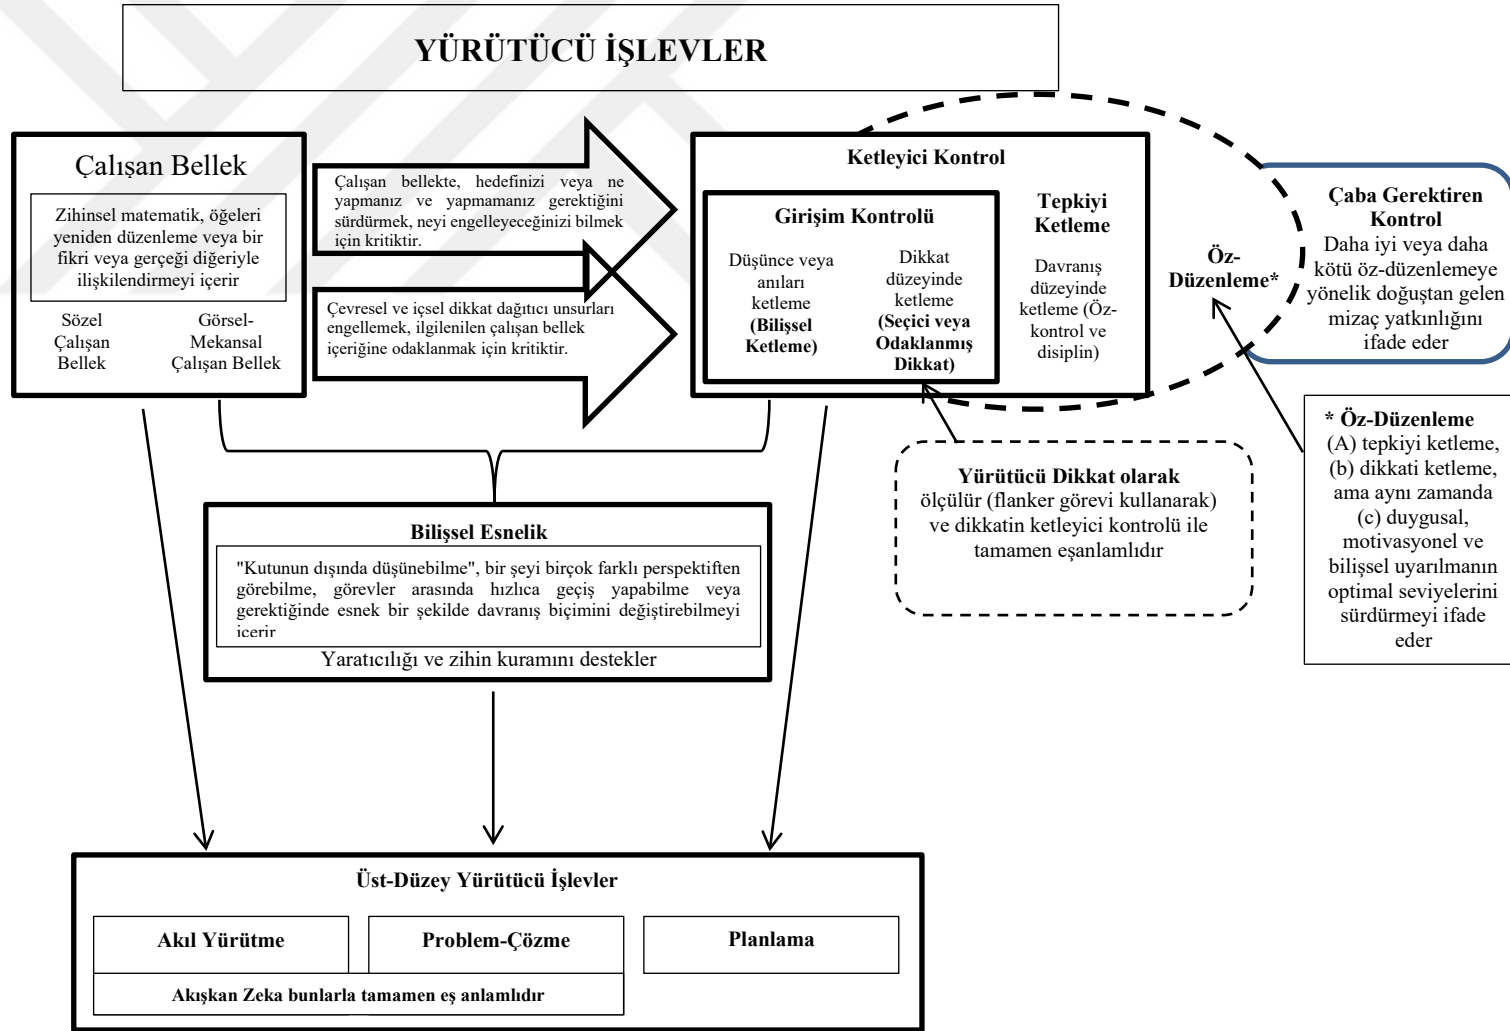 YÜRÜTÜCÜ İŞLEVLER
Çalışan Bellek
Zihinsel matematik, öğeleri
yeniden düzenleme veya bir
fikri veya gerçeği diğeriyle
ilişkilendirmeyi içerir
Sözel
Çalışan
Bellek
Görsel-
Mekansal
Çalışan Bellek
Çalışan bellekte, hedefinizi veya ne
yapmanız ve yapmamanız gerektiğini
sürdürmek, neyi engelleyeceğinizi bilmek
için kritiktir.
Çevresel ve içsel dikkat dağıtıcı unsurları
engellemek, ilgilenilen çalışan bellek
içeriğine odaklanmak için kritiktir.
Ketleyici Kontrol
Girişim Kontrolü
Düşünce veya
anıları
ketleme
(Bilişsel
Ketleme)
Dikkat
düzeyinde
ketleme
(Seçici veya
Odaklanmış
Dikkat)
Tepkiyi
Ketleme
Davranış
düzeyinde
ketleme (Öz-
kontrol ve
disiplin)
Öz-
Düzenleme*
Çaba Gerektiren
Kontrol
Daha iyi veya daha
kötü öz-düzenlemeye
yönelik doğuştan gelen
mizaç yatkınlığını
ifade eder
* Öz-Düzenleme
(A) tepkiyi ketleme,
(b) dikkati ketleme,
ama aynı zamanda
(c) duygusal,
motivasyonel ve
bilişsel uyarılmanın
optimal seviyelerini
sürdürmeyi ifade
eder
Yürütücü Dikkat olarak
ölçülür (flanker görevi kullanarak)
ve dikkatin ketleyici kontrolü ile
tamamen eşanlamlıdır
Bilişsel Esnelik
"Kutunun dışında düşünebilme", bir şeyi birçok farklı perspektiften
görebilme, görevler arasında hızlıca geçiş yapabilme veya
gerektiğinde esnek bir şekilde davranış biçimini değiştirebilmeyi
içerir
Yaratıcılığı ve zihin kuramını destekler
Üst-Düzey Yürütücü İşlevler
Akıl Yürütme
Problem-Çözme
Planlama
Akışkan Zeka bunlarla tamamen eş anlamlıdır